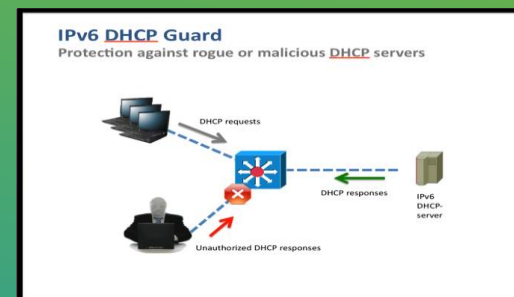 IPv6 DHCP Guard
Protection against rogue or malicious DHCP servers
DHCP requests
DHCP responses
IPv6
DHCP-
server
Unauthorized DHCP responses